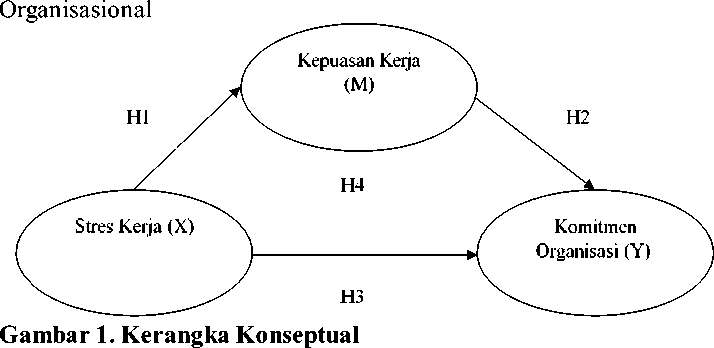 Organisasional
Kepuasan Kerja
(M)
H1
H2
H4
Stres Kerja (X)
Komitmen
Organisasi (Y)
H3
Gambar 1. Kerangka Konseptual